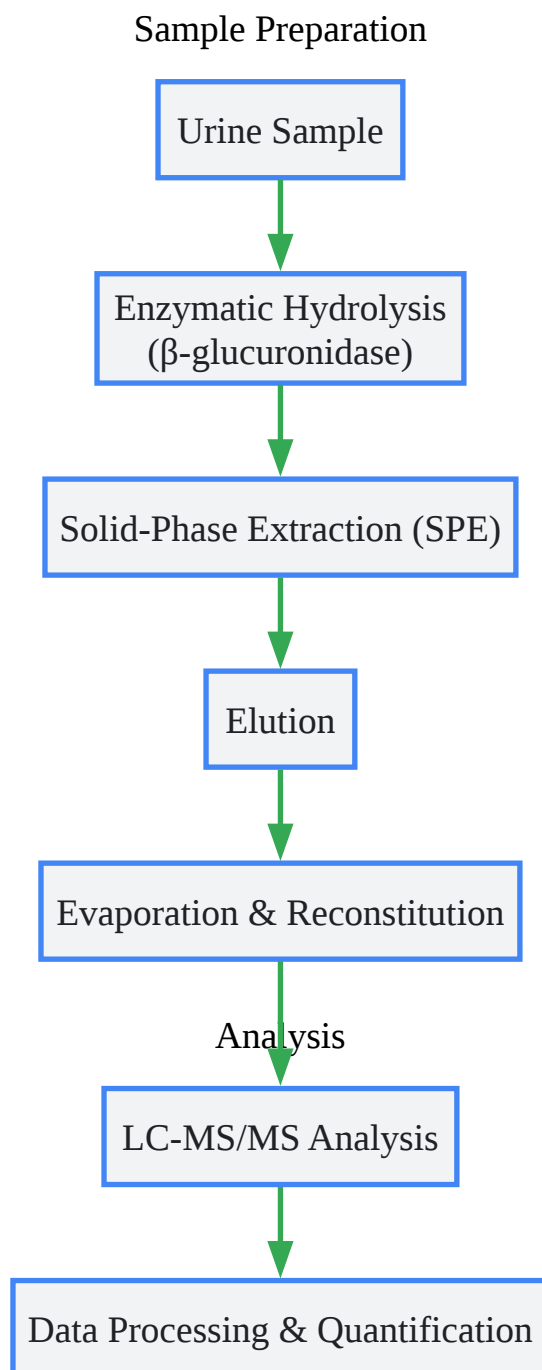 Sample Preparation
Urine Sample
Enzymatic Hydrolysis
(β-glucuronidase)
Solid-Phase Extraction (SPE)
Elution
Evaporation & Reconstitution
Analysis
LC-MS/MS Analysis
Data Processing & Quantification